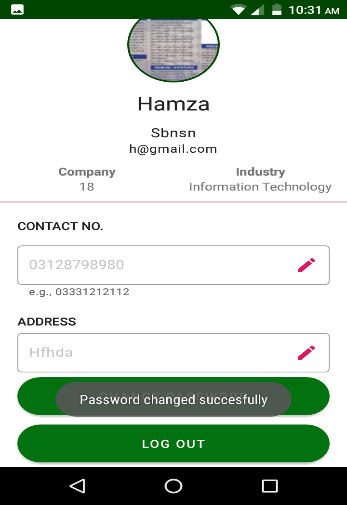 10:31 AM
Hamza
Sbnsn
h@gmail.com
Company
Industry
18
Information Technology
CONTACT NO.
03128798980
e.g., 03331212112
ADDRESS
Hfhda
Password changed succesfully
LOG OUT